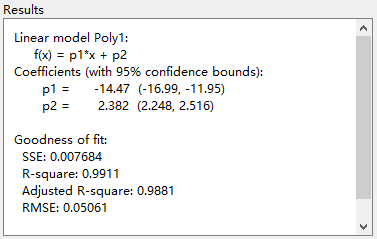 Results
Linear model Poly1:
f(x) = p1*x + p2
Coefficients (with 95% confidence bounds):
p1 = -14.47 (-16.99, -11.95)
p2 = 2.382 (2.248, 2.516)
Goodness of fit:
SSE: 0.007684
R-square: 0.9911
Adjusted R-square: 0.9881
RMSE: 0.05061